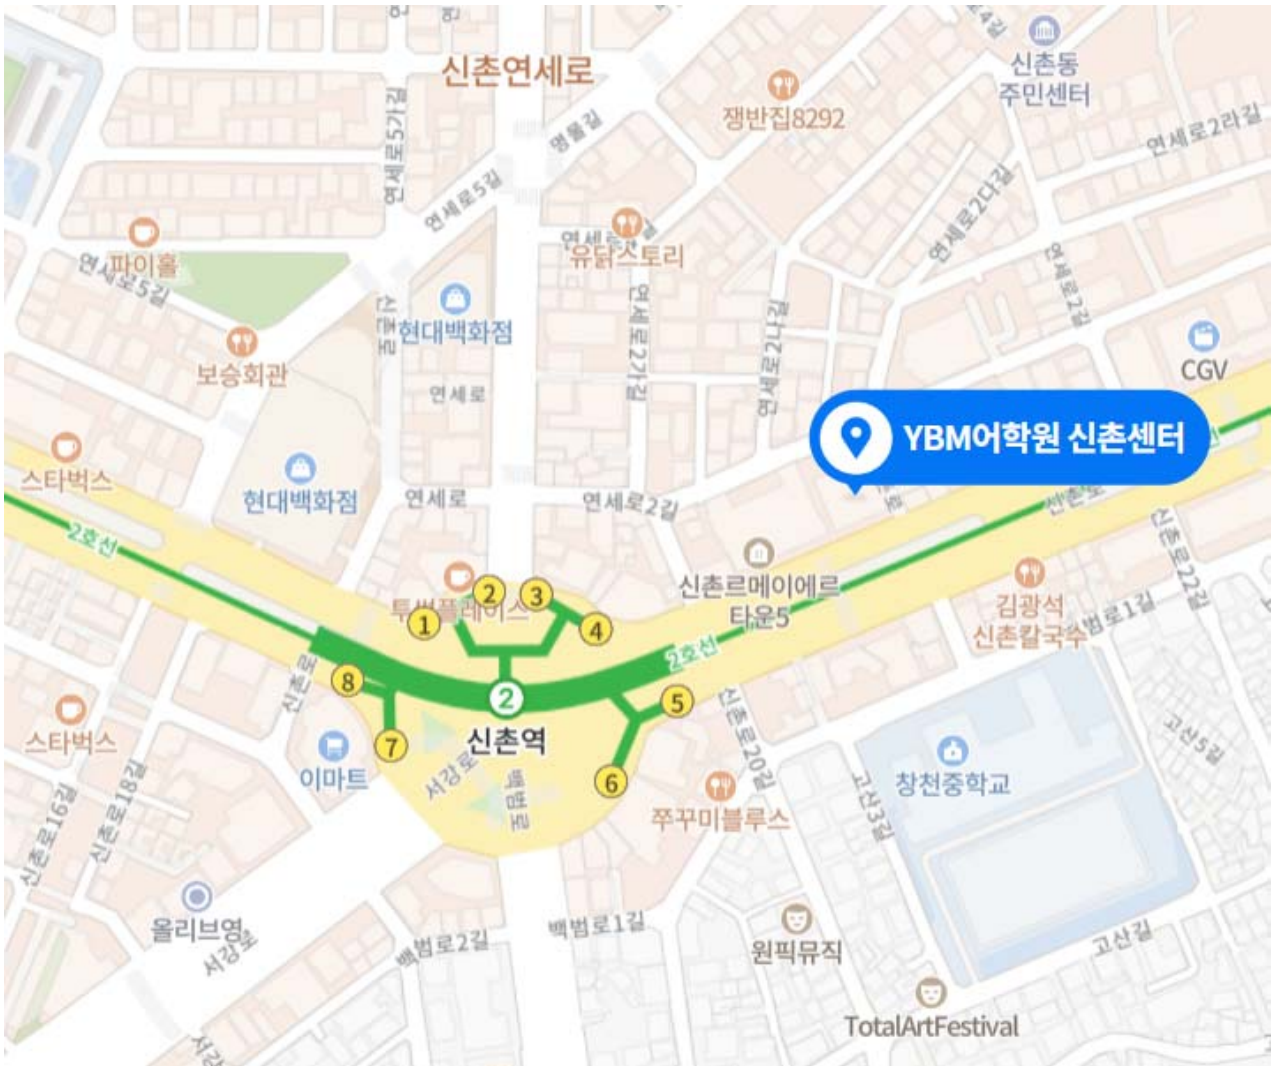 신촌연세로
신촌동
주민센터
쟁반집8292
명물길
연세로5가길
연세로2라길
연세로5길
연세로2다길
파이홀
연세로5길
유닭스토리
현대백화점
연세로2가길
연세로2나길
연세로2길
보승회관
CGV
연세로
YBM어학원 신촌센터
스타벅스
현대백화점
연세로
연세로2길
2호선
신촌로22길
신촌르메이에르
타운5
투썸플레이스
1
2
3
4
김광석
신촌칼국수
백범로1길
2호선
신촌로
8
7
2
신촌역
5
6
스타벅스
이마트
서강로
백범로
신촌로20길
쭈꾸미블루스
고산3길
창천중학교
고산5길
신촌로16길
신촌로18길
올리브영
서강로
백범로2길
백범로1길
원픽뮤직
고산길
TotalArtFestival